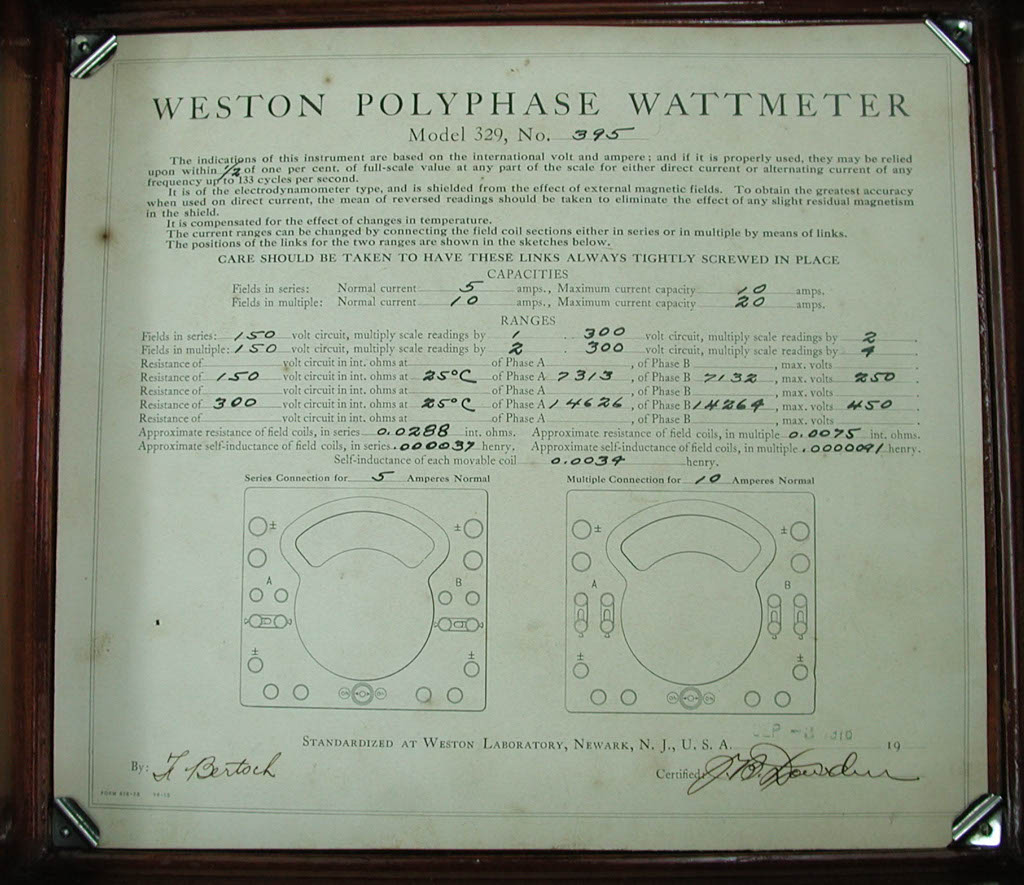 WESTON POLYPHASE WATTMETER
Model 329, No. 395
The indications of this instrument are based on the international volt and ampere; and if it is properly used, they may be relied
upon within 1/2 of one per cent. of full-scale value at any part of the scale for either direct current or alternating current of any
frequency up to 133 cycles per second.
It is of the electrodynamometer type, and is shielded from the effect of external magnetic fields. To obtain the greatest accuracy
when used on direct current, the mean of reversed readings should be taken to eliminate the effect of any slight residual magnetism
in the shield.
It is compensated for the effect of changes in temperature.
The current ranges can be changed by connecting the field coil sections either in series or in multiple by means of links.
The positions of the links for the two ranges are shown in the sketches below.
CARE SHOULD BE TAKEN TO HAVE THESE LINKS ALWAYS TIGHTLY SCREWED IN PLACE
CAPACITIES
Fields in series: Normal current 5 amps., Maximum current capacity 10 amps.
Fields in multiple: Normal current 10 amps., Maximum current capacity 20 amps.
RANGES
Fields in series: 150 volt circuit, multiply scale readings by 1 . 300 volt circuit, multiply scale readings by 2 .
Fields in multiple: 150 volt circuit, multiply scale readings by 2 . 300 volt circuit, multiply scale readings by 4 .
Resistance of volt circuit in int. ohms at of Phase A , of Phase B , max. volts .
Resistance of 150 volt circuit in int. ohms at 25°C of Phase A 7313 , of Phase B 7132 , max. volts 250 .
Resistance of volt circuit in int. ohms at of Phase A , of Phase B , max. volts .
Resistance of 300 volt circuit in int. ohms at 25°C of Phase A 14626 , of Phase B 14264 , max. volts 450 .
Resistance of volt circuit in int. ohms at of Phase A , of Phase B , max. volts .
Approximate resistance of field coils, in series 0.0288 int. ohms. Approximate resistance of field coils, in multiple 0.0075 int. ohms.
Approximate self-inductance of field coils, in series .000037 henry. Approximate self-inductance of field coils, in multiple .0000091 henry.
Self-inductance of each movable coil 0.0034 henry.
Series Connection for 5 Amperes Normal Multiple Connection for 10 Amperes Normal
± ± ± ±
A B A B
± ± ± ±
STANDARDIZED AT WESTON LABORATORY, NEWARK, N. J., U. S. A. 19
By: F Bertsch Certified: